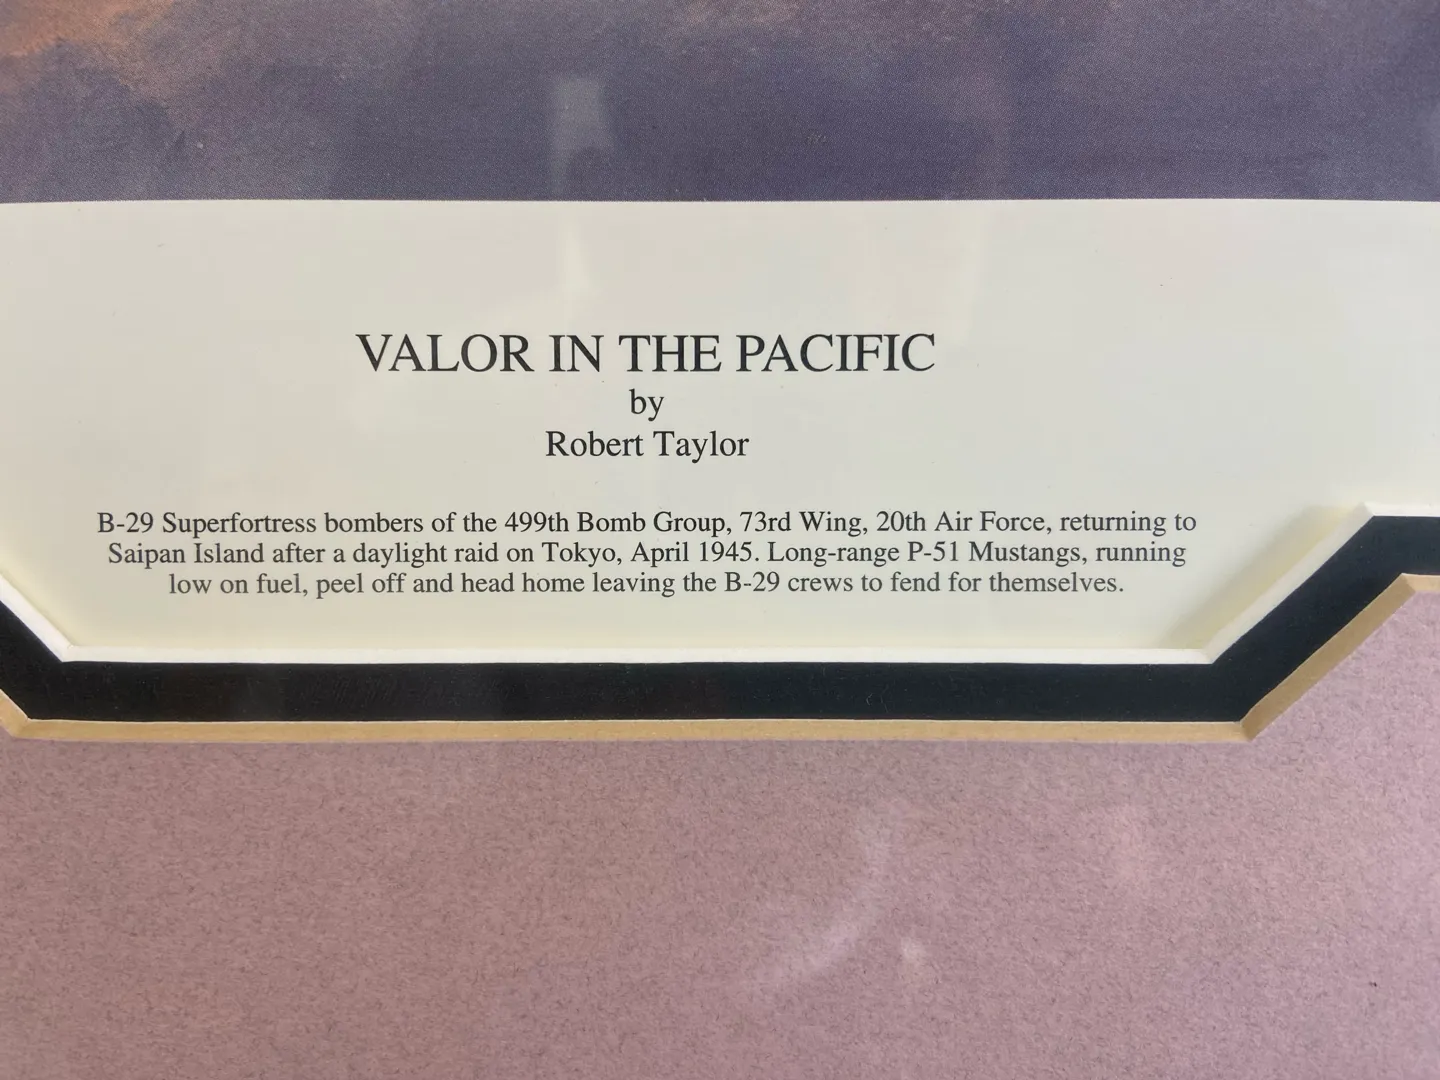 VALOR IN THE PACIFIC
by
Robert Taylor
B-29 Superfortress bombers of the 499th Bomb Group, 73rd Wing, 20th Air Force, returning to
Saipan Island after a daylight raid on Tokyo, April 1945. Long-range P-51 Mustangs, running
low on fuel, peel off and head home leaving the B-29 crews to fend for themselves.